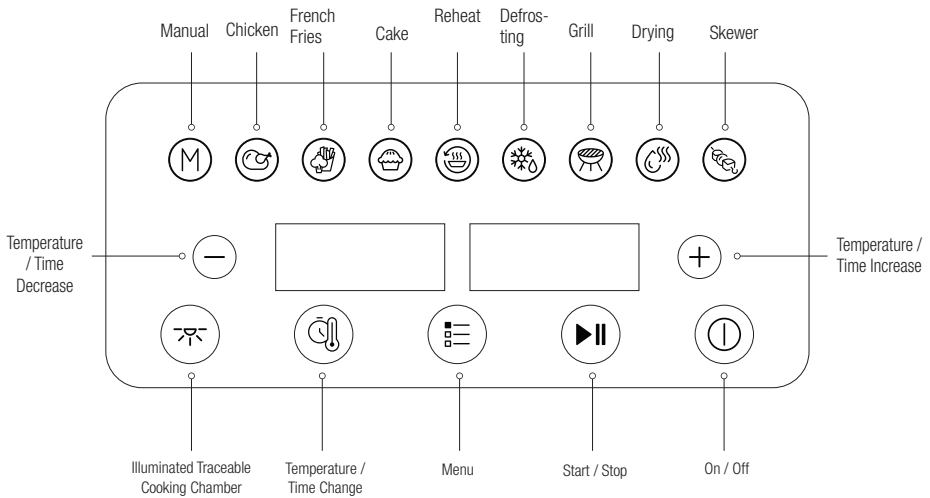 Manual
Chicken
French
Fries
Cake
Reheat
Defros-
ting
Grill
Drying
Skewer
M
Temperature
/ Time
Decrease
Temperature /
Time Increase
Illuminated Traceable
Cooking Chamber
Temperature /
Time Change
Menu
Start / Stop
On / Off